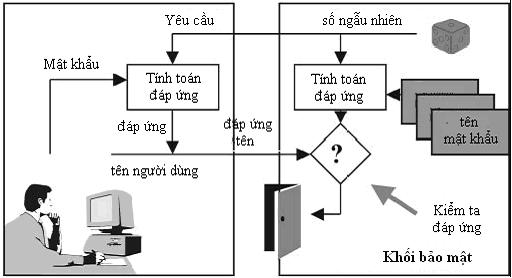 Yêu cầu
số ngẫu nhiên
Mật khẩu
Tính toán
đáp ứng
Tính toán
đáp ứng
tên
mật khẩu
đáp ứng
đáp ứng
tên
?
tên người dùng
Kiểm ta
đáp ứng
Khối bảo mật